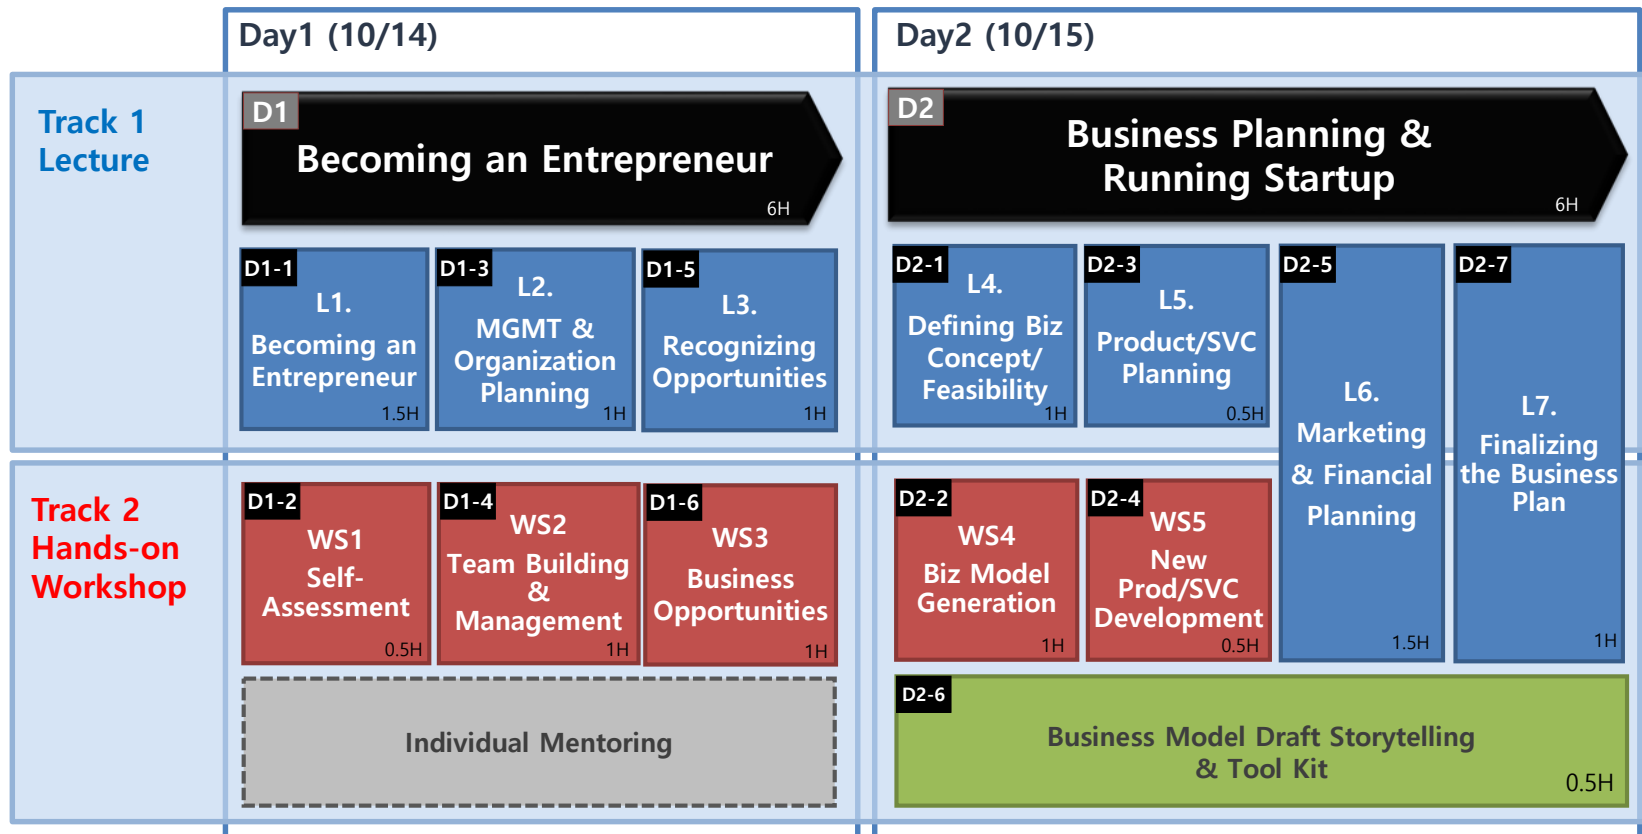 Day1 (10/14)
Day2 (10/15)
Track 1
Lecture
D1
Becoming an Entrepreneur
6H
D2
Business Planning &
Running Startup
6H
D1-1
L1.
Becoming an
Entrepreneur
1.5H
D1-3
L2.
MGMT &
Organization
Planning
1H
D1-5
L3.
Recognizing
Opportunities
1H
D2-1
L4.
Defining Biz
Concept/
Feasibility
1H
D2-3
L5.
Product/SVC
Planning
0.5H
D2-5
L6.
Marketing
& Financial
Planning
1.5H
D2-7
L7.
Finalizing
the Business
Plan
1H
Track 2
Hands-on
Workshop
D1-2
WS1
Self-
Assessment
0.5H
D1-4
WS2
Team Building
&
Management
1H
D1-6
WS3
Business
Opportunities
1H
D2-2
WS4
Biz Model
Generation
1H
D2-4
WS5
New
Prod/SVC
Development
0.5H
Individual Mentoring
D2-6
Business Model Draft Storytelling
& Tool Kit
0.5H